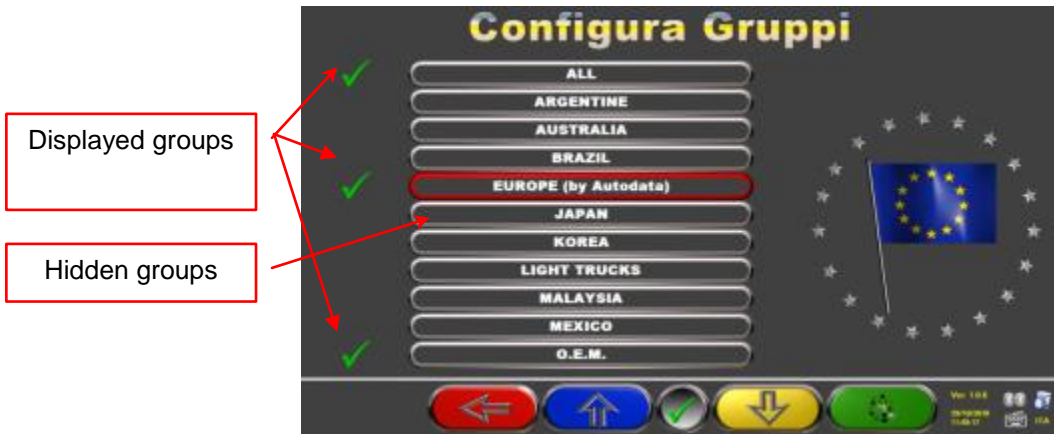 Configura Gruppi
ALL
ARGENTINE
AUSTRALIA
Displayed groups
BRAZIL
EUROPE (by Autodata)
JAPAN
KOREA
Hidden groups
LIGHT TRUCKS
MALAYSIA
MEXICO
O.E.M.
ITA